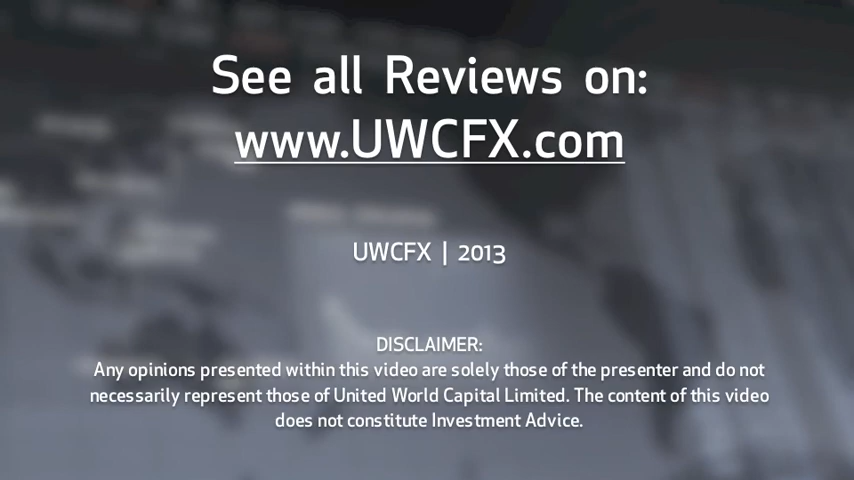 See all Reviews on:
www.UWCFX.com
UWCFX | 2013
DISCLAIMER:
Any opinions presented within this video are solely those of the presenter and do not
necessarily represent those of United World Capital Limited. The content of this video
does not constitute Investment Advice.